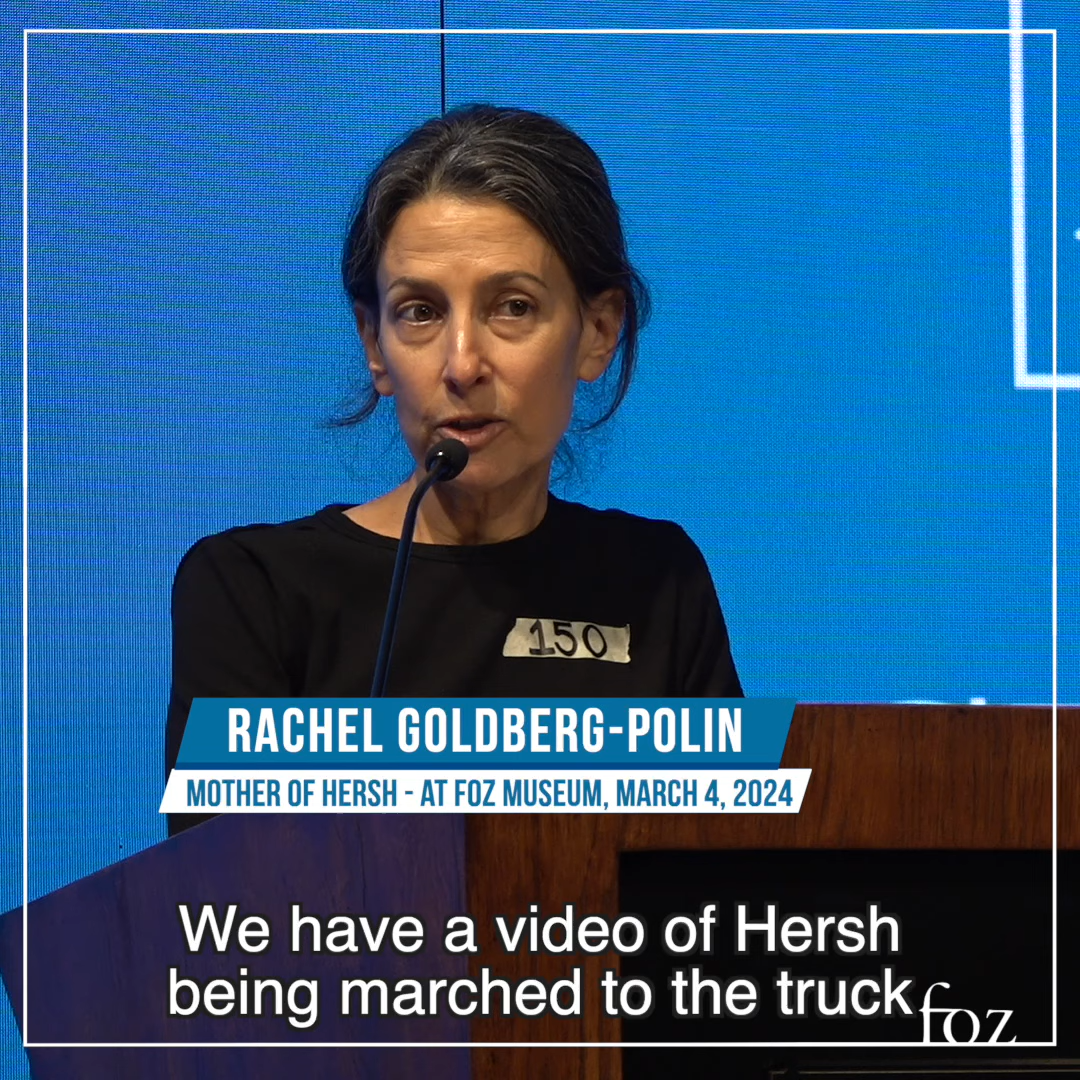 150
RACHEL GOLDBERG-POLIN
MOTHER OF HERSH - AT FOZ MUSEUM, MARCH 4, 2024
We have a video of Hersh
being marched to the truck
foz